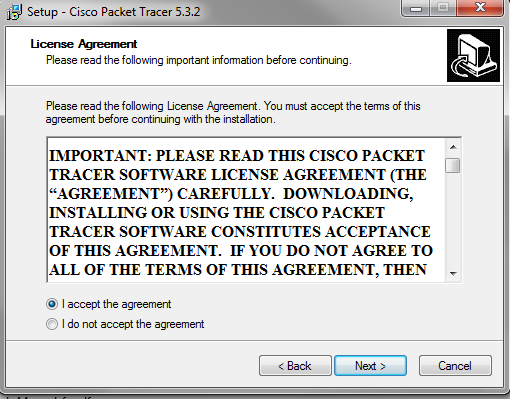 Setup - Cisco Packet Tracer 5.3.2
License Agreement
Please read the following important information before continuing.
Please read the following License Agreement. You must accept the terms of this
agreement before continuing with the installation.
IMPORTANT: PLEASE READ THIS CISCO PACKET
TRACER SOFTWARE LICENSE AGREEMENT (THE
“AGREEMENT”) CAREFULLY.  DOWNLOADING,
INSTALLING OR USING THE CISCO PACKET
TRACER SOFTWARE CONSTITUTES ACCEPTANCE
OF THIS AGREEMENT.  IF YOU DO NOT AGREE TO
ALL OF THE TERMS OF THIS AGREEMENT, THEN
I accept the agreement
I do not accept the agreement
< Back
Next >
Cancel